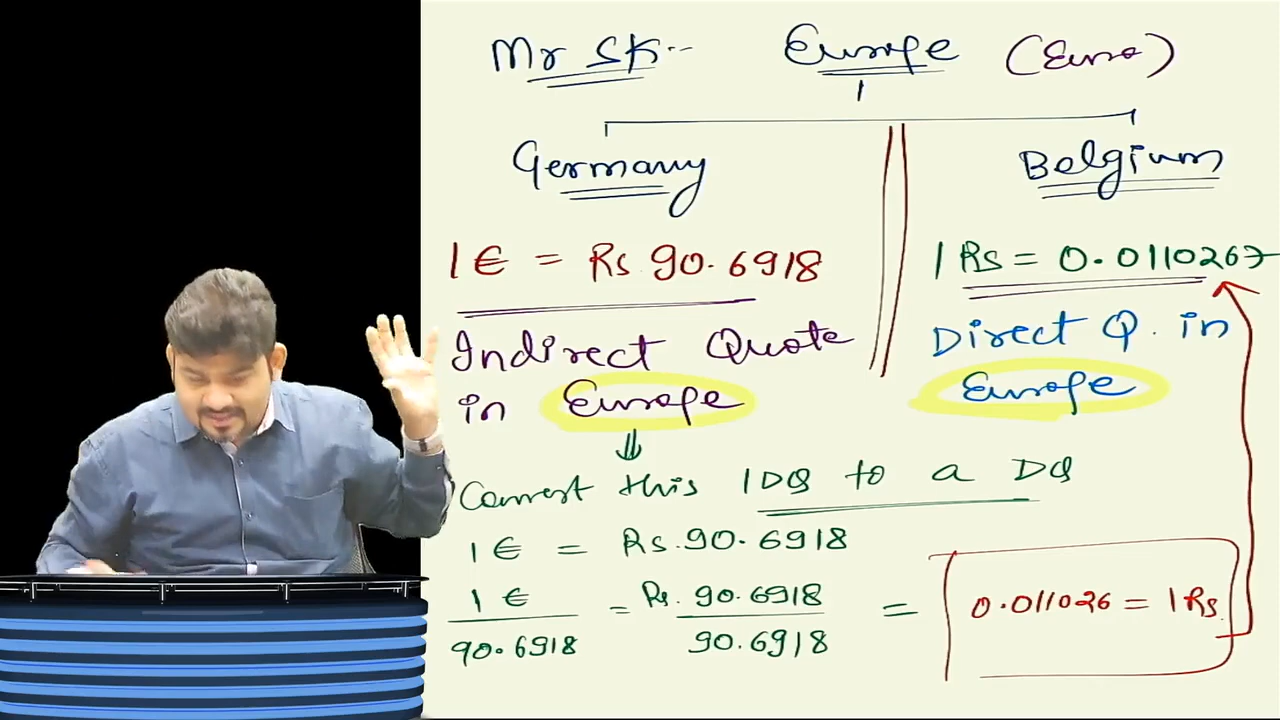 Mr SK.. Europe (Euro)
Germany Belgium
1 € = Rs 90.6918
Indirect Quote
in Europe
1 Rs = 0.0110267
Direct Q. in
Europe
Convert this IDQ to a DQ
1 € = Rs.90.6918
1 € / 90.6918 = Rs. 90.6918 / 90.6918 = 0.011026 = 1 Rs.